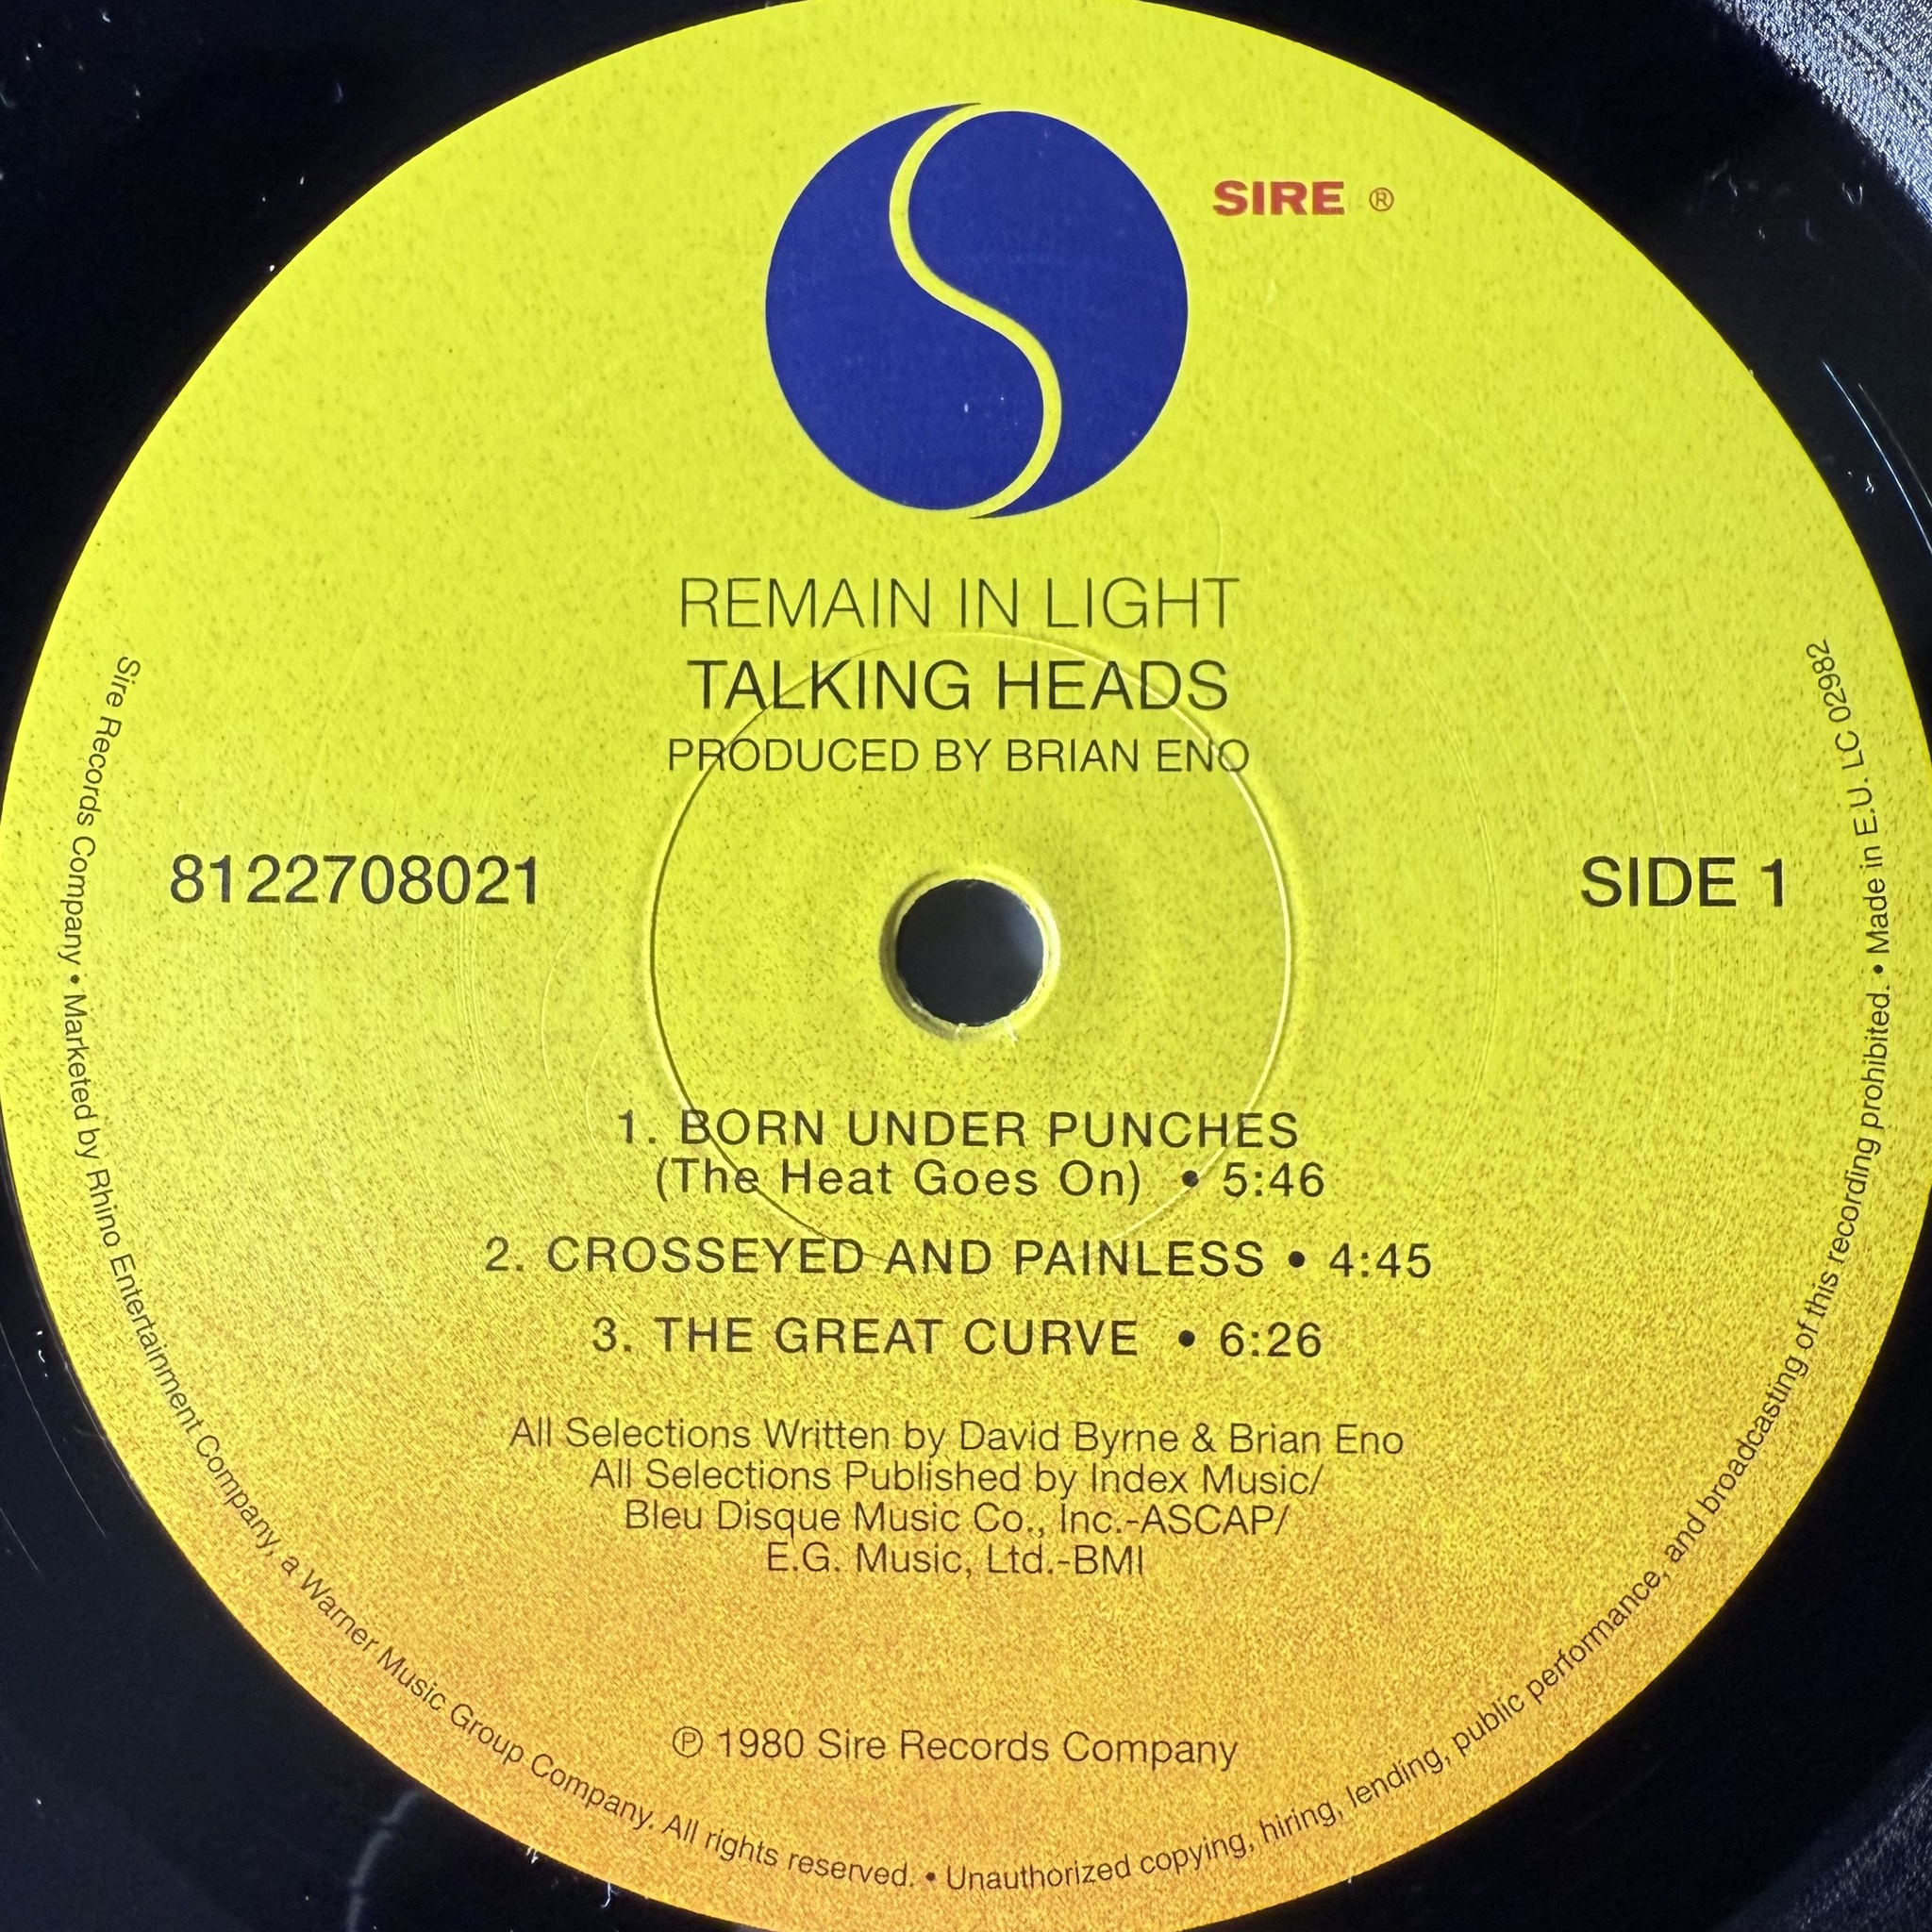 SIRE ®
REMAIN IN LIGHT
TALKING HEADS
PRODUCED BY BRIAN ENO
8122708021
SIDE 1
1. BORN UNDER PUNCHES
(The Heat Goes On) • 5:46
2. CROSSEYED AND PAINLESS • 4:45
3. THE GREAT CURVE • 6:26
All Selections Written by David Byrne & Brian Eno
All Selections Published by Index Music/
Bleu Disque Music Co., Inc.-ASCAP/
E.G. Music, Ltd.-BMI
℗ 1980 Sire Records Company
Sire Records Company • Marketed by Rhino Entertainment Company, a Warner Music Group Company. All rights reserved. • Unauthorized copying, hiring, lending, public performance, and broadcasting of this recording prohibited. • Made in E.U. LC 02982